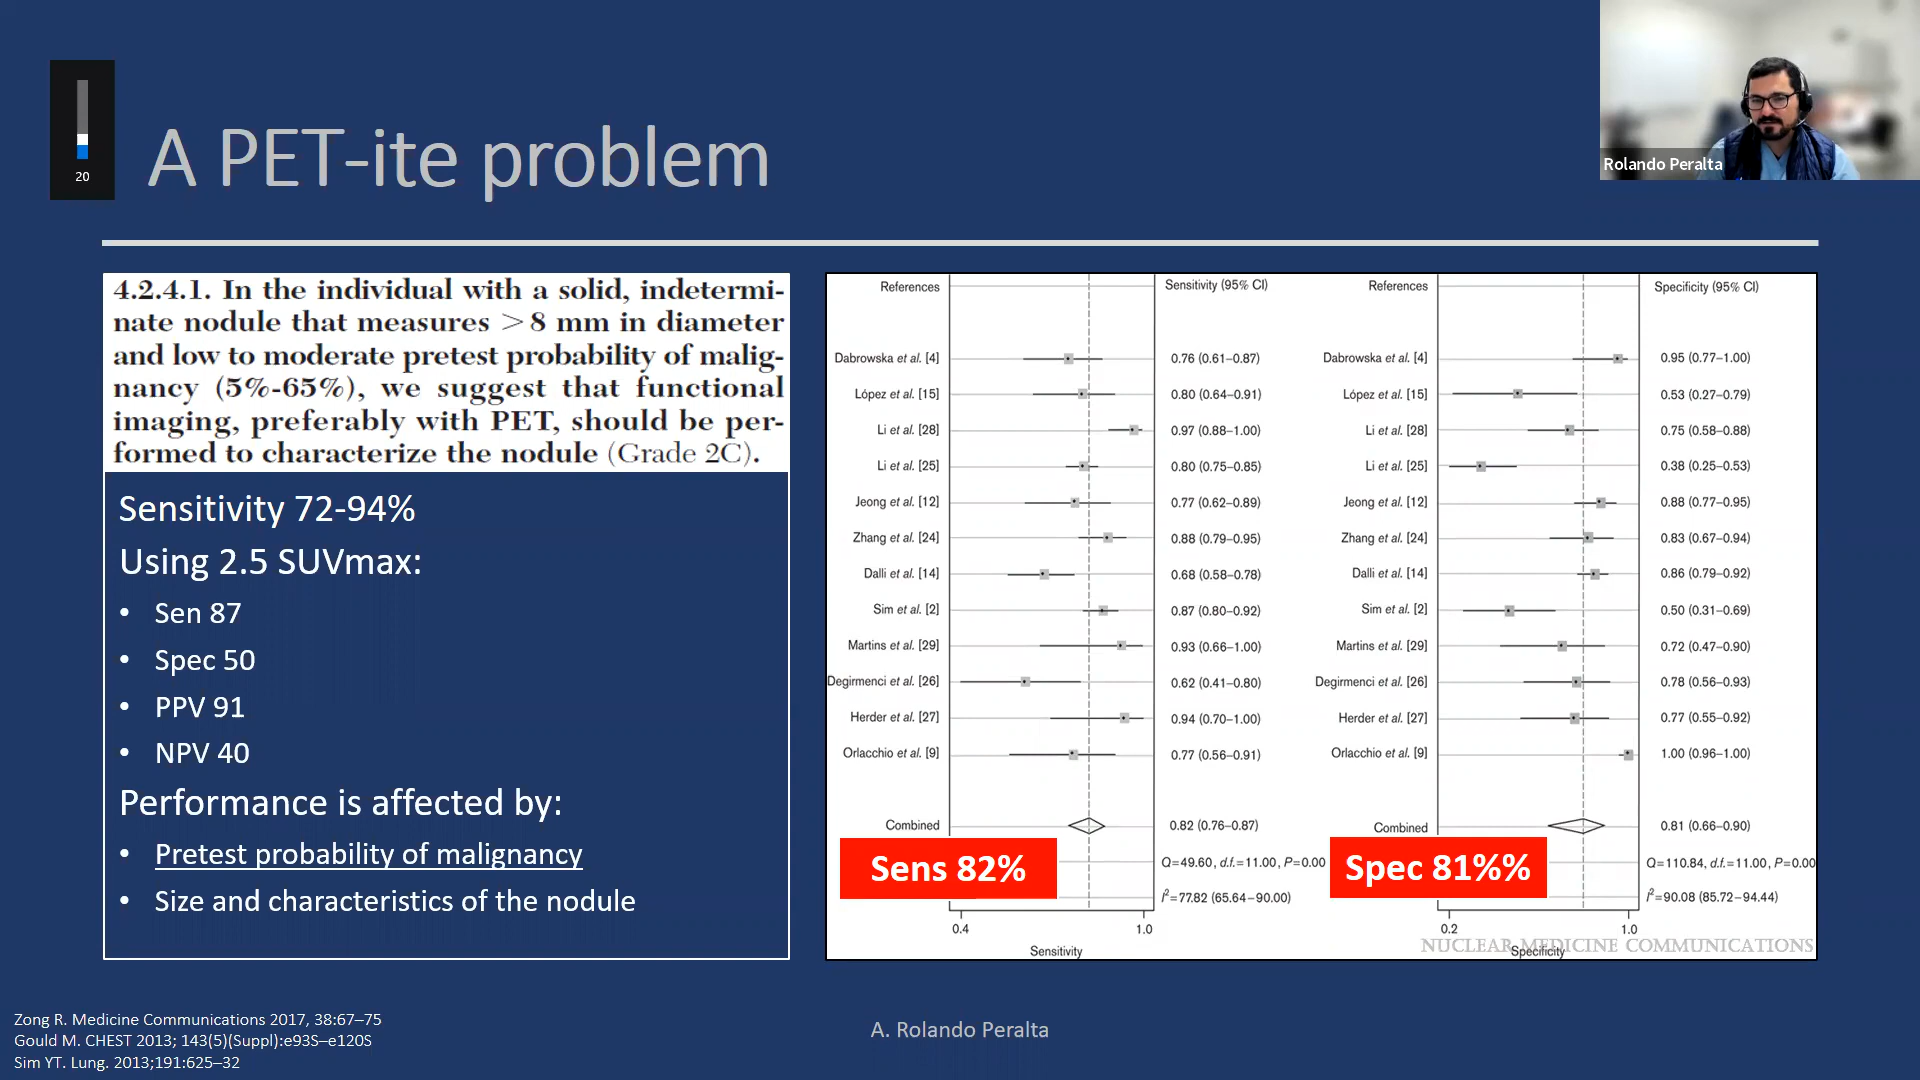 20
A PET-ite problem
Rolando Peralta
4.2.4.1. In the individual with a solid, indetermi-
nate nodule that measures >8 mm in diameter
and low to moderate pretest probability of malig-
nancy (5%-65%), we suggest that functional
imaging, preferably with PET, should be per-
formed to characterize the nodule (Grade 2C).
Sensitivity 72-94%
Using 2.5 SUVmax:
• Sen 87
• Spec 50
• PPV 91
• NPV 40
Performance is affected by:
• Pretest probability of malignancy
• Size and characteristics of the nodule
References Sensitivity (95% CI)
Dabrowska et al. [4] 0.76 (0.61–0.87)
López et al. [15] 0.80 (0.64–0.91)
Li et al. [28] 0.97 (0.88–1.00)
Li et al. [25] 0.80 (0.75–0.85)
Jeong et al. [12] 0.77 (0.62–0.89)
Zhang et al. [24] 0.88 (0.79–0.95)
Dalli et al. [14] 0.68 (0.58–0.78)
Sim et al. [2] 0.87 (0.80–0.92)
Martins et al. [29] 0.93 (0.66–1.00)
Degirmenci et al. [26] 0.62 (0.41–0.80)
Herder et al. [27] 0.94 (0.70–1.00)
Orlacchio et al. [9] 0.77 (0.56–0.91)
Combined 0.82 (0.76–0.87)
Sens 82%
Q=49.60, d.f.=11.00, P=0.00
I²=77.82 (65.64–90.00)
0.4 1.0
Sensitivity
References Specificity (95% CI)
Dabrowska et al. [4] 0.95 (0.77–1.00)
López et al. [15] 0.53 (0.27–0.79)
Li et al. [28] 0.75 (0.58–0.88)
Li et al. [25] 0.38 (0.25–0.53)
Jeong et al. [12] 0.88 (0.77–0.95)
Zhang et al. [24] 0.83 (0.67–0.94)
Dalli et al. [14] 0.86 (0.79–0.92)
Sim et al. [2] 0.50 (0.31–0.69)
Martins et al. [29] 0.72 (0.47–0.90)
Degirmenci et al. [26] 0.78 (0.56–0.93)
Herder et al. [27] 0.77 (0.55–0.92)
Orlacchio et al. [9] 1.00 (0.96–1.00)
Combined 0.81 (0.66–0.90)
Spec 81%%
Q=110.84, d.f.=11.00, P=0.00
I²=90.08 (85.72–94.44)
0.2 1.0
NUCLEAR MEDICINE COMMUNICATIONS
Specificity
Zong R. Medicine Communications 2017, 38:67–75
Gould M. CHEST 2013; 143(5)(Suppl):e93S–e120S
Sim YT. Lung. 2013;191:625–32
A. Rolando Peralta